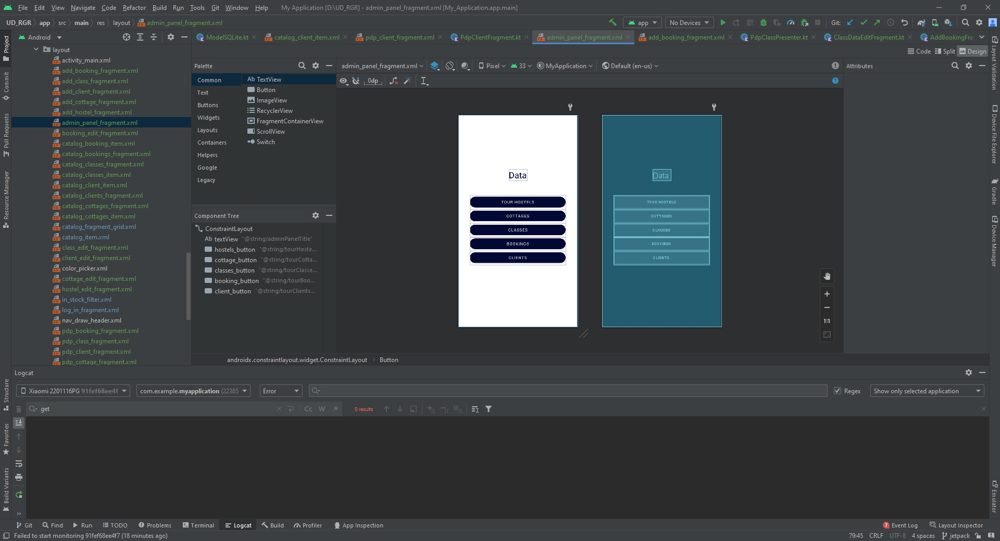 File Edit View Navigate Code Refactor Build Run Tools Git Window Help My Application [D:\UD_RGR] - admin_panel_fragment.xml [My_Application.app.main]
UD_RGR app src main res layout admin_panel_fragment.xml app No Devices Git:
Android ModelSQLite.kt catalog_client_item.xml pdp_client_fragment.xml PdpClientFragment.kt admin_panel_fragment.xml add_booking_fragment.xml PdpClassPresenter.kt ClassDataEditFragment.kt AddBookingFra
Code Split Design
Project
Commit
Pull Requests
Resource Manager
Structure
Favorites
Build Variants
layout
activity_main.xml
add_booking_fragment.xml
add_class_fragment.xml
add_client_fragment.xml
add_cottage_fragment.xml
add_hostel_fragment.xml
admin_panel_fragment.xml
booking_edit_fragment.xml
catalog_booking_item.xml
catalog_bookings_fragment.xml
catalog_classes_fragment.xml
catalog_classes_item.xml
catalog_client_item.xml
catalog_clients_fragment.xml
catalog_cottages_fragment.xml
catalog_cottages_item.xml
catalog_fragment_grid.xml
catalog_item.xml
class_edit_fragment.xml
client_edit_fragment.xml
color_picker.xml
cottage_edit_fragment.xml
hostel_edit_fragment.xml
in_stock_filter.xml
log_in_fragment.xml
nav_draw_header.xml
pdp_booking_fragment.xml
pdp_class_fragment.xml
pdp_client_fragment.xml
pdp_cottage_fragment.xml
Palette
Common
Text
Buttons
Widgets
Layouts
Containers
Helpers
Google
Legacy
Ab TextView
Button
ImageView
RecyclerView
FragmentContainerView
ScrollView
Switch
Component Tree
ConstraintLayout
Ab textView "@string/adminPanelTitle"
hostels_button "@string/tourHoste...
cottage_button "@string/tourCotta...
classes_button "@string/tourClasse...
booking_button "@string/tourBoo...
client_button "@string/tourClients...
admin_panel_fragment.xml Pixel 33 MyApplication Default (en-us)
0dp
Data
TOUR HOSTELS
COTTAGES
CLASSES
BOOKINGS
CLIENTS
Data
TOUR HOSTELS
COTTAGES
CLASSES
BOOKINGS
CLIENTS
1:1
androidx.constraintlayout.widget.ConstraintLayout Button
Attributes
Layout Validation
Device File Explorer
Gradle
Device Manager
Emulator
Logcat
Xiaomi 2201116PG 91fef68ee4f com.example.myapplication (22385 Error Regex Show only selected application
get Cc W .* 0 results
Git Find Run TODO Problems Terminal Logcat Build Profiler App Inspection 7 Event Log Layout Inspector
Failed to start monitoring 91fef68ee4f7 (18 minutes ago) 79:45 CRLF UTF-8 4 spaces jetpack